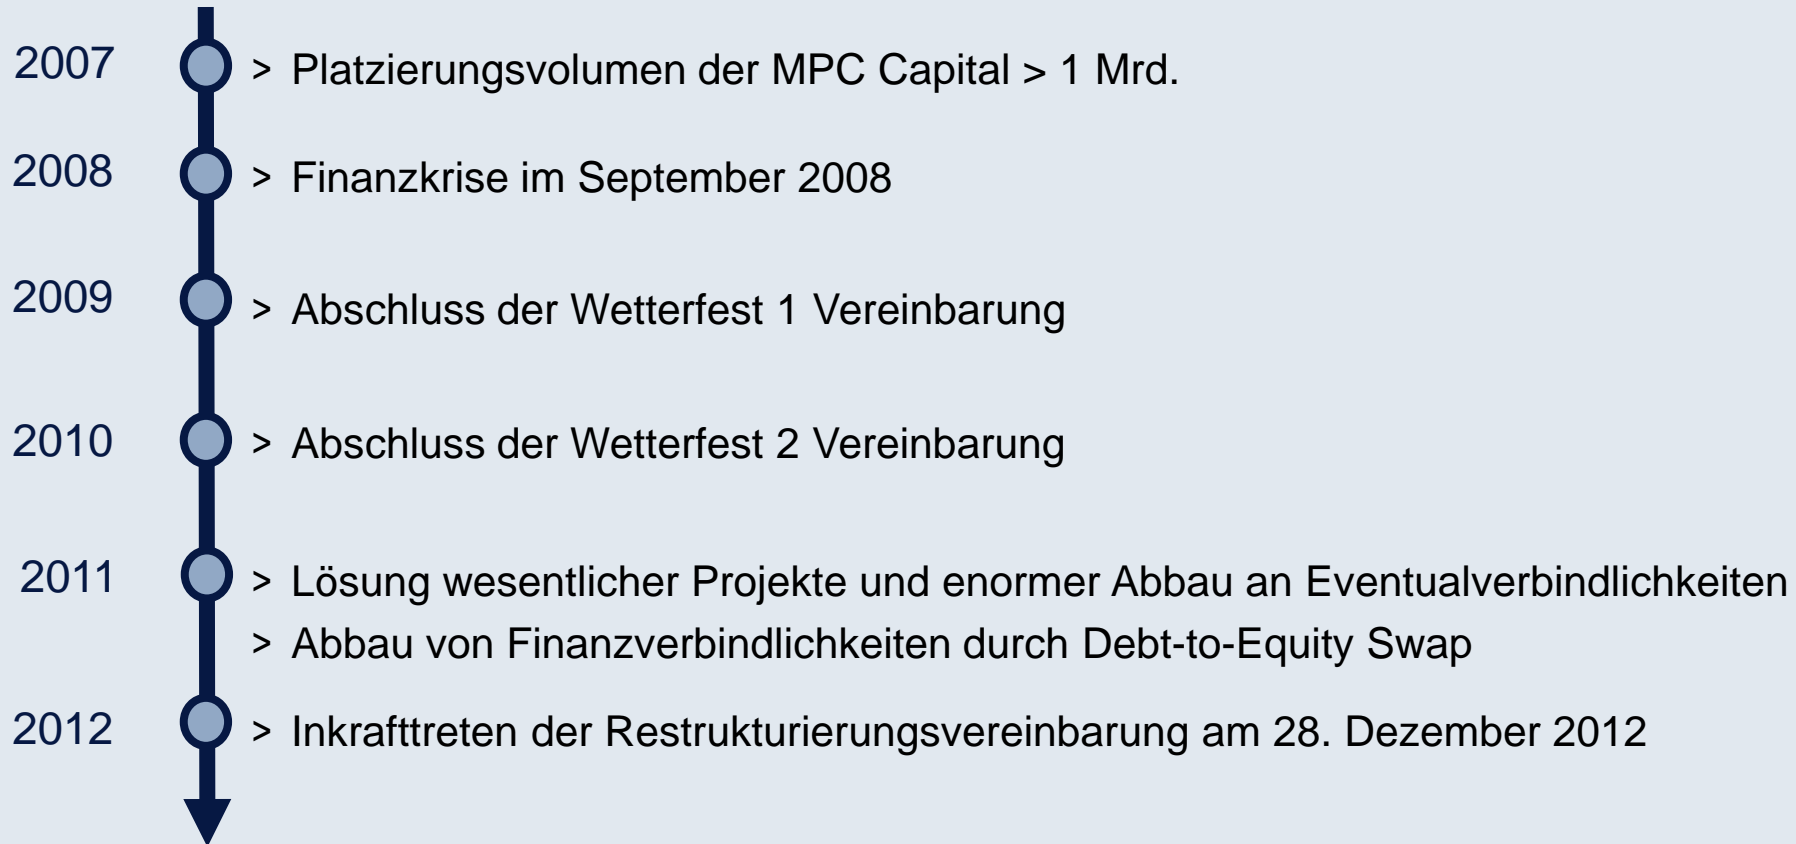 2007 > Platzierungsvolumen der MPC Capital > 1 Mrd.
2008 > Finanzkrise im September 2008
2009 > Abschluss der Wetterfest 1 Vereinbarung
2010 > Abschluss der Wetterfest 2 Vereinbarung
2011 > Lösung wesentlicher Projekte und enormer Abbau an Eventualverbindlichkeiten
> Abbau von Finanzverbindlichkeiten durch Debt-to-Equity Swap
2012 > Inkrafttreten der Restrukturierungsvereinbarung am 28. Dezember 2012